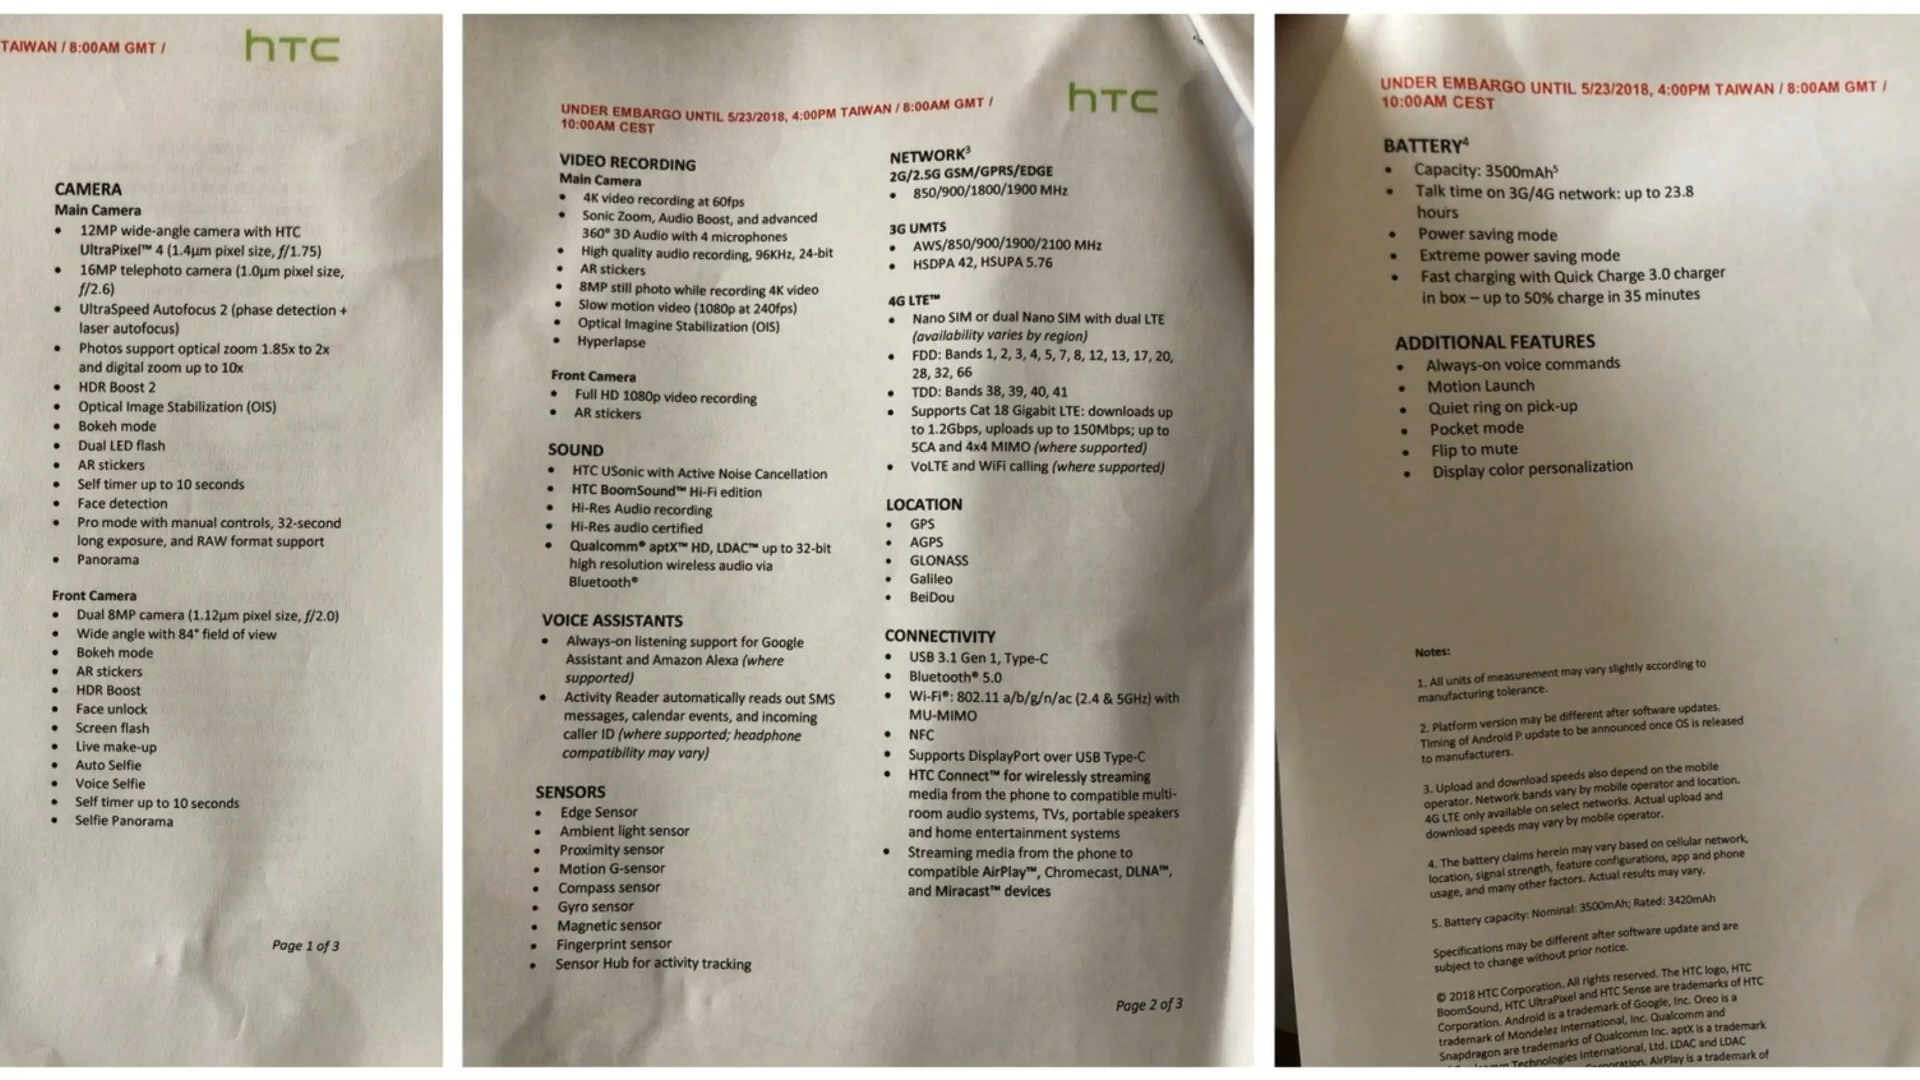 TAIWAN / 8:00AM GMT /
hTC
CAMERA
Main Camera
• 12MP wide-angle camera with HTC
UltraPixel™ 4 (1.4µm pixel size, f/1.75)
• 16MP telephoto camera (1.0µm pixel size,
f/2.6)
• UltraSpeed Autofocus 2 (phase detection +
laser autofocus)
• Photos support optical zoom 1.85x to 2x
and digital zoom up to 10x
• HDR Boost 2
• Optical Image Stabilization (OIS)
• Bokeh mode
• Dual LED flash
• AR stickers
• Self timer up to 10 seconds
• Face detection
• Pro mode with manual controls, 32-second
long exposure, and RAW format support
• Panorama
Front Camera
• Dual 8MP camera (1.12µm pixel size, f/2.0)
• Wide angle with 84° field of view
• Bokeh mode
• AR stickers
• HDR Boost
• Face unlock
• Screen flash
• Live make-up
• Auto Selfie
• Voice Selfie
• Self timer up to 10 seconds
• Selfie Panorama
Page 1 of 3
hTC
UNDER EMBARGO UNTIL 5/23/2018, 4:00PM TAIWAN / 8:00AM GMT /
10:00AM CEST
VIDEO RECORDING
Main Camera
• 4K video recording at 60fps
• Sonic Zoom, Audio Boost, and advanced
360° 3D Audio with 4 microphones
• High quality audio recording, 96KHz, 24-bit
• AR stickers
• 8MP still photo while recording 4K video
• Slow motion video (1080p at 240fps)
• Optical Imagine Stabilization (OIS)
• Hyperlapse
Front Camera
• Full HD 1080p video recording
• AR stickers
SOUND
• HTC USonic with Active Noise Cancellation
• HTC BoomSound™ Hi-Fi edition
• Hi-Res Audio recording
• Hi-Res audio certified
• Qualcomm® aptX™ HD, LDAC™ up to 32-bit
high resolution wireless audio via
Bluetooth®
VOICE ASSISTANTS
• Always-on listening support for Google
Assistant and Amazon Alexa (where
supported)
• Activity Reader automatically reads out SMS
messages, calendar events, and incoming
caller ID (where supported; headphone
compatibility may vary)
SENSORS
• Edge Sensor
• Ambient light sensor
• Proximity sensor
• Motion G-sensor
• Compass sensor
• Gyro sensor
• Magnetic sensor
• Fingerprint sensor
• Sensor Hub for activity tracking
NETWORK³
2G/2.5G GSM/GPRS/EDGE
• 850/900/1800/1900 MHz
3G UMTS
• AWS/850/900/1900/2100 MHz
• HSDPA 42, HSUPA 5.76
4G LTE™
• Nano SIM or dual Nano SIM with dual LTE
(availability varies by region)
• FDD: Bands 1, 2, 3, 4, 5, 7, 8, 12, 13, 17, 20,
28, 32, 66
• TDD: Bands 38, 39, 40, 41
• Supports Cat 18 Gigabit LTE: downloads up
to 1.2Gbps, uploads up to 150Mbps; up to
5CA and 4x4 MIMO (where supported)
• VoLTE and WiFi calling (where supported)
LOCATION
• GPS
• AGPS
• GLONASS
• Galileo
• BeiDou
CONNECTIVITY
• USB 3.1 Gen 1, Type-C
• Bluetooth® 5.0
• Wi-Fi®: 802.11 a/b/g/n/ac (2.4 & 5GHz) with
MU-MIMO
• NFC
• Supports DisplayPort over USB Type-C
• HTC Connect™ for wirelessly streaming
media from the phone to compatible multi-
room audio systems, TVs, portable speakers
and home entertainment systems
• Streaming media from the phone to
compatible AirPlay™, Chromecast, DLNA™,
and Miracast™ devices
Page 2 of 3
UNDER EMBARGO UNTIL 5/23/2018, 4:00PM TAIWAN / 8:00AM GMT /
10:00AM CEST
BATTERY⁴
• Capacity: 3500mAh⁵
• Talk time on 3G/4G network: up to 23.8
hours
• Power saving mode
• Extreme power saving mode
• Fast charging with Quick Charge 3.0 charger
in box – up to 50% charge in 35 minutes
ADDITIONAL FEATURES
• Always-on voice commands
• Motion Launch
• Quiet ring on pick-up
• Pocket mode
• Flip to mute
• Display color personalization
Notes:
1. All units of measurement may vary slightly according to
manufacturing tolerance.
2. Platform version may be different after software updates.
Timing of Android P update to be announced once OS is released
to manufacturers.
3. Upload and download speeds also depend on the mobile
operator. Network bands vary by mobile operator and location.
4G LTE only available on select networks. Actual upload and
download speeds may vary by mobile operator.
4. The battery claims herein may vary based on cellular network,
location, signal strength, feature configurations, app and phone
usage, and many other factors. Actual results may vary.
5. Battery capacity: Nominal: 3500mAh; Rated: 3420mAh
Specifications may be different after software update and are
subject to change without prior notice.
© 2018 HTC Corporation. All rights reserved. The HTC logo, HTC
BoomSound, HTC UltraPixel and HTC Sense are trademarks of HTC
Corporation. Android is a trademark of Google, Inc. Oreo is a
trademark of Mondelez International, Inc. Qualcomm and
Snapdragon are trademarks of Qualcomm Inc. aptX is a trademark
Technologies International, Ltd. LDAC and LDAC
AirPlay is a trademark of